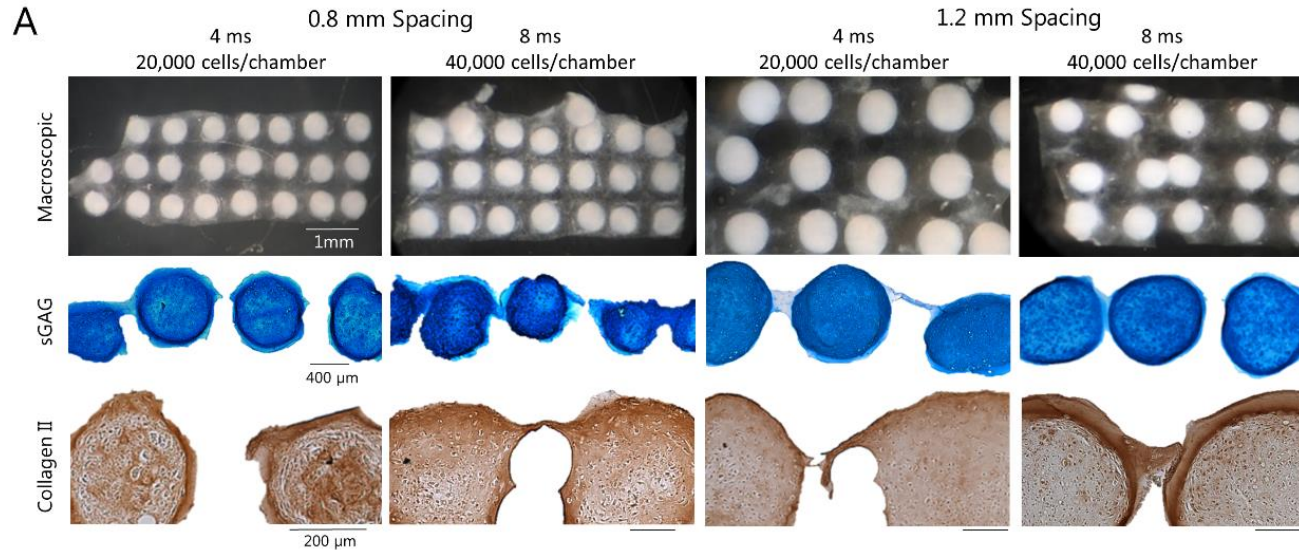 A
0.8 mm Spacing
1.2 mm Spacing
4 ms
20,000 cells/chamber
8 ms
40,000 cells/chamber
4 ms
20,000 cells/chamber
8 ms
40,000 cells/chamber
Macroscopic
1mm
sGAG
400 µm
Collagen II
200 µm